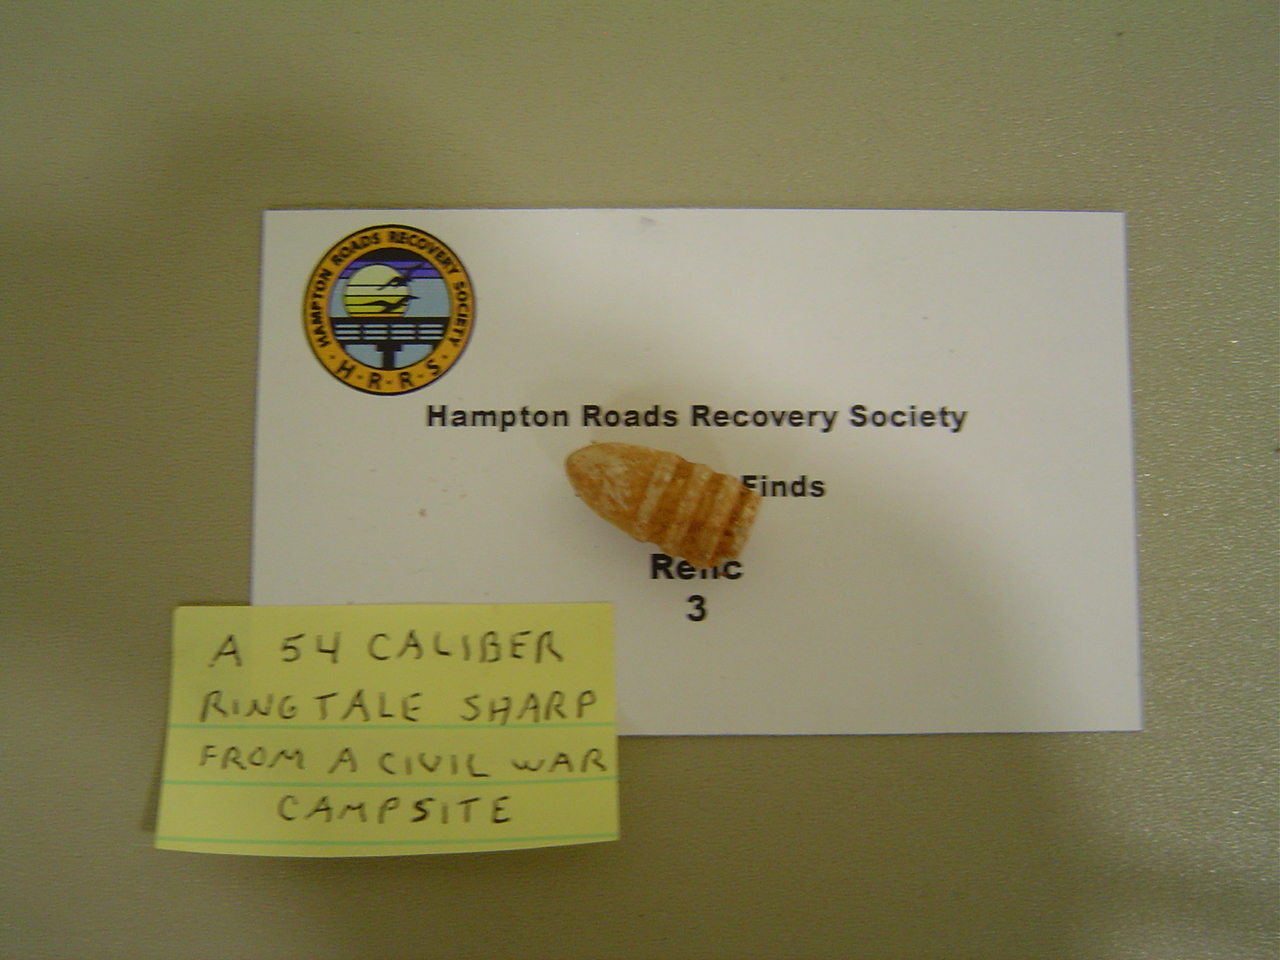 HAMPTON ROADS RECOVERY SOCIETY
· H · R · R · S ·
Hampton Roads Recovery Society
Finds
Relic
3
A 54 CALIBER
RINGTALE SHARP
FROM A CIVIL WAR
CAMPSITE